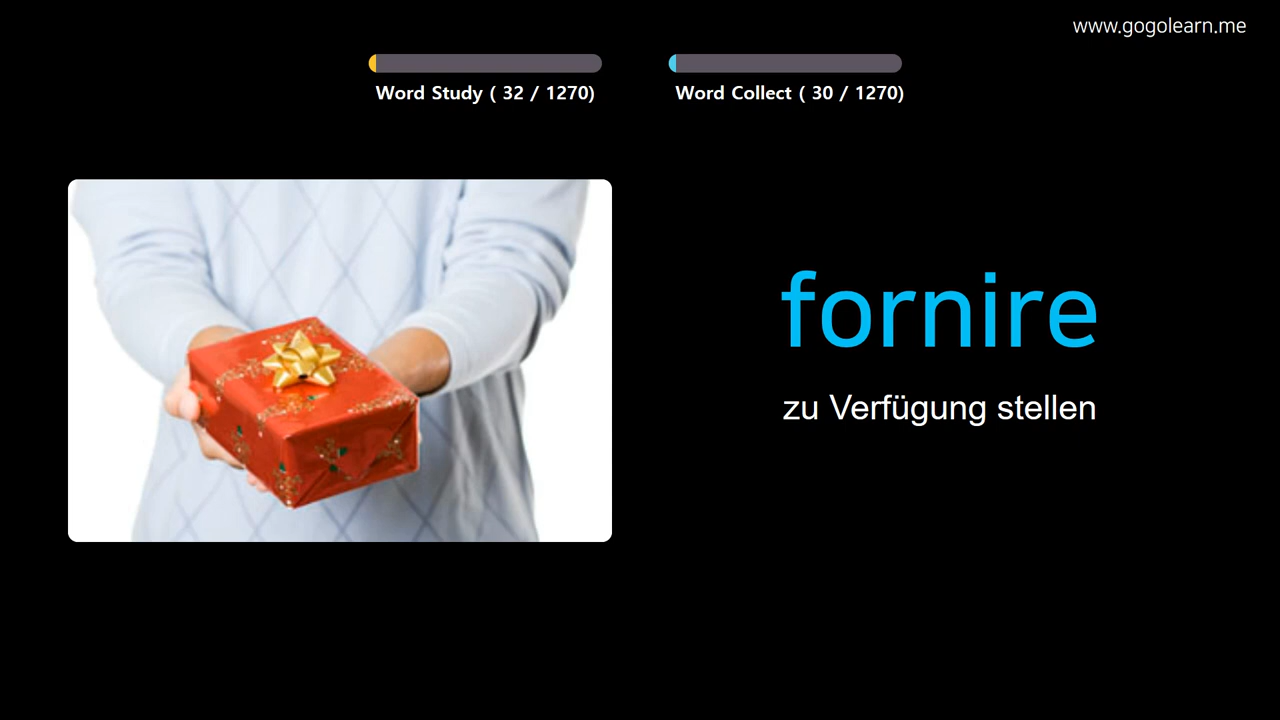 www.gogolearn.me
Word Study ( 32 / 1270)
Word Collect ( 30 / 1270)
fornire
zu Verfügung stellen